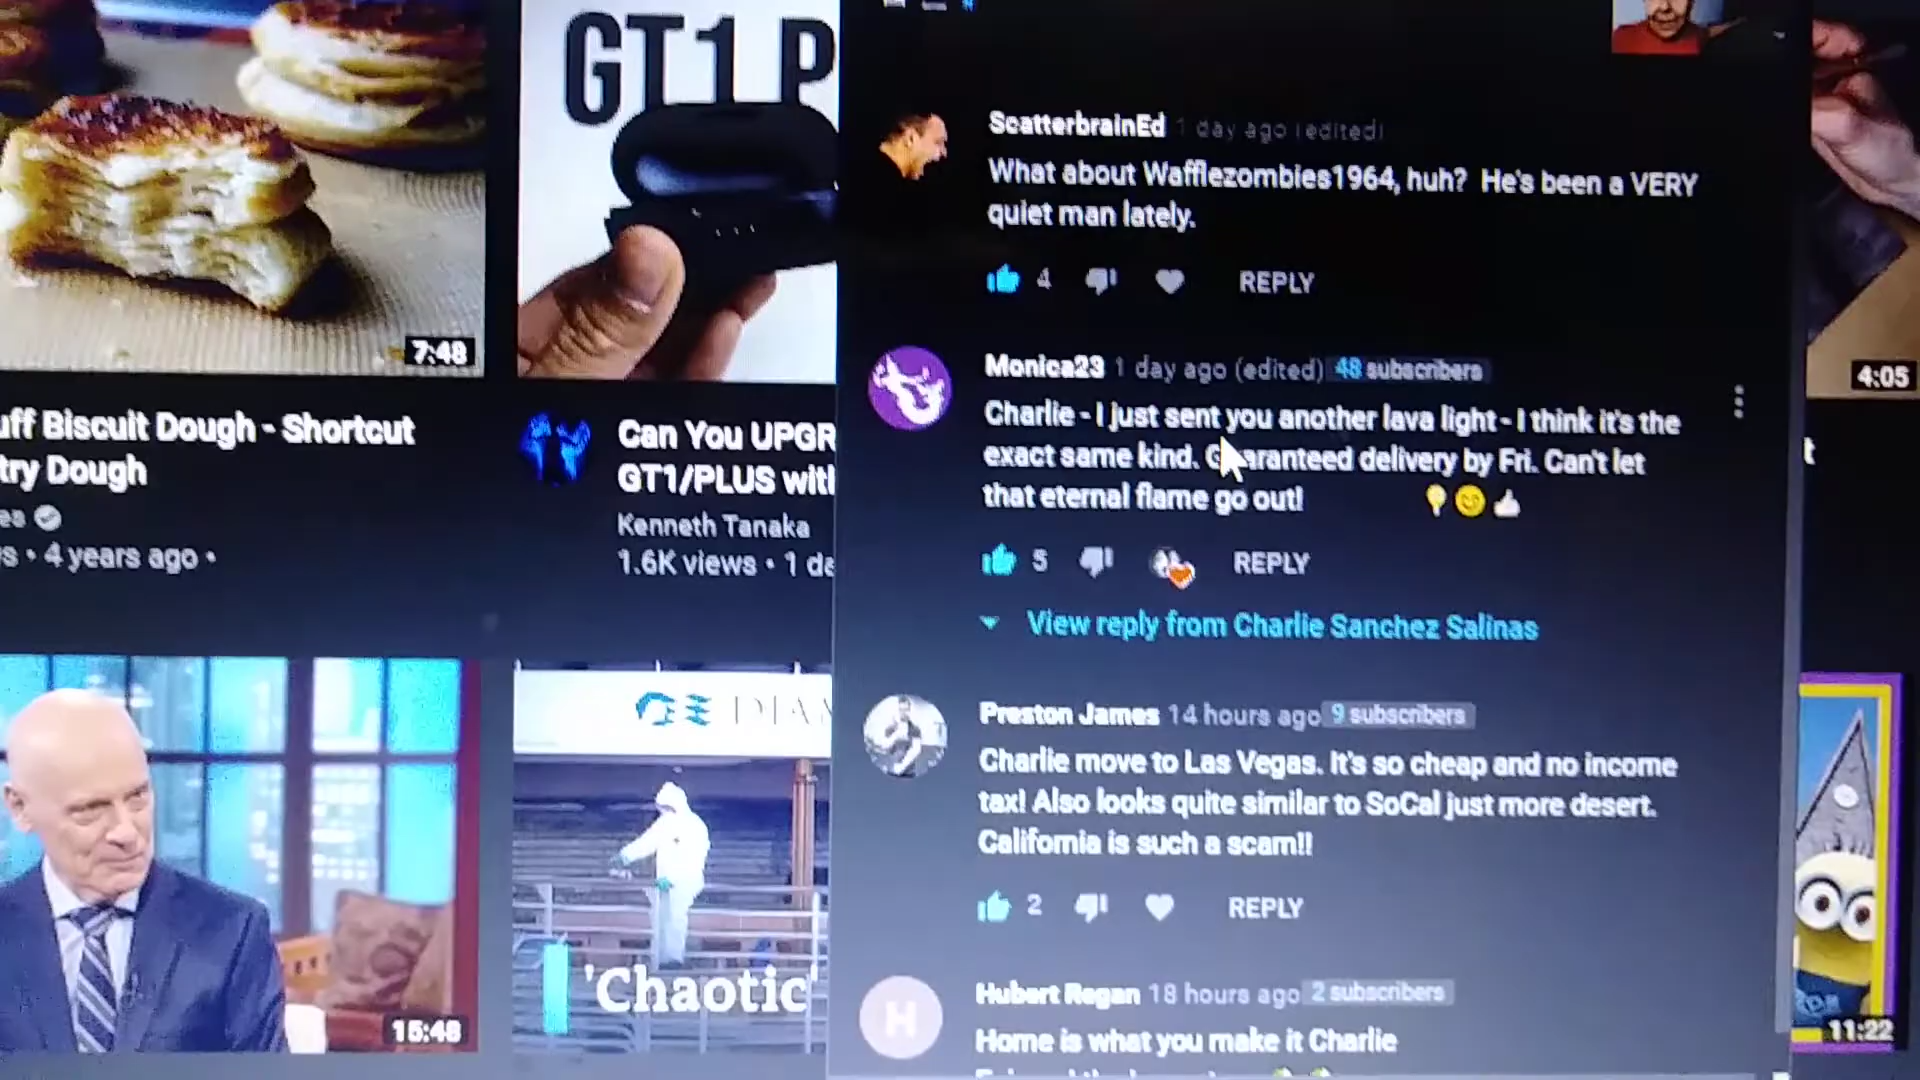 GT1 P
7:48
uff Biscuit Dough - Shortcut
try Dough
s • 4 years ago •
Can You UPGR
GT1/PLUS with
Kenneth Tanaka
1.6K views • 1 da
15:48
DIAM
'Chaotic'
ScatterbrainEd 1 day ago (edited)
What about Wafflezombies1964, huh? He's been a VERY
quiet man lately.
4 REPLY
Monica23 1 day ago (edited) 48 subscribers
Charlie - I just sent you another lava light - I think it's the
exact same kind. Guaranteed delivery by Fri. Can't let
that eternal flame go out! 💡😊👍
5 REPLY
View reply from Charlie Sanchez Salinas
Preston James 14 hours ago 9 subscribers
Charlie move to Las Vegas. It's so cheap and no income
tax! Also looks quite similar to SoCal just more desert.
California is such a scam!!
2 REPLY
H
Hubert Regan 18 hours ago 2 subscribers
Home is what you make it Charlie
4:05
t
11:22